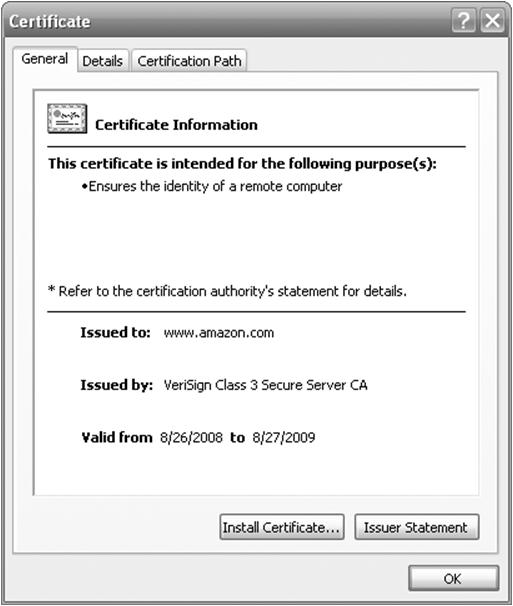 Certificate
General Details Certification Path
Certificate Information
This certificate is intended for the following purpose(s):
•Ensures the identity of a remote computer
* Refer to the certification authority's statement for details.
Issued to: www.amazon.com
Issued by: VeriSign Class 3 Secure Server CA
Valid from 8/26/2008 to 8/27/2009
Install Certificate... Issuer Statement
OK